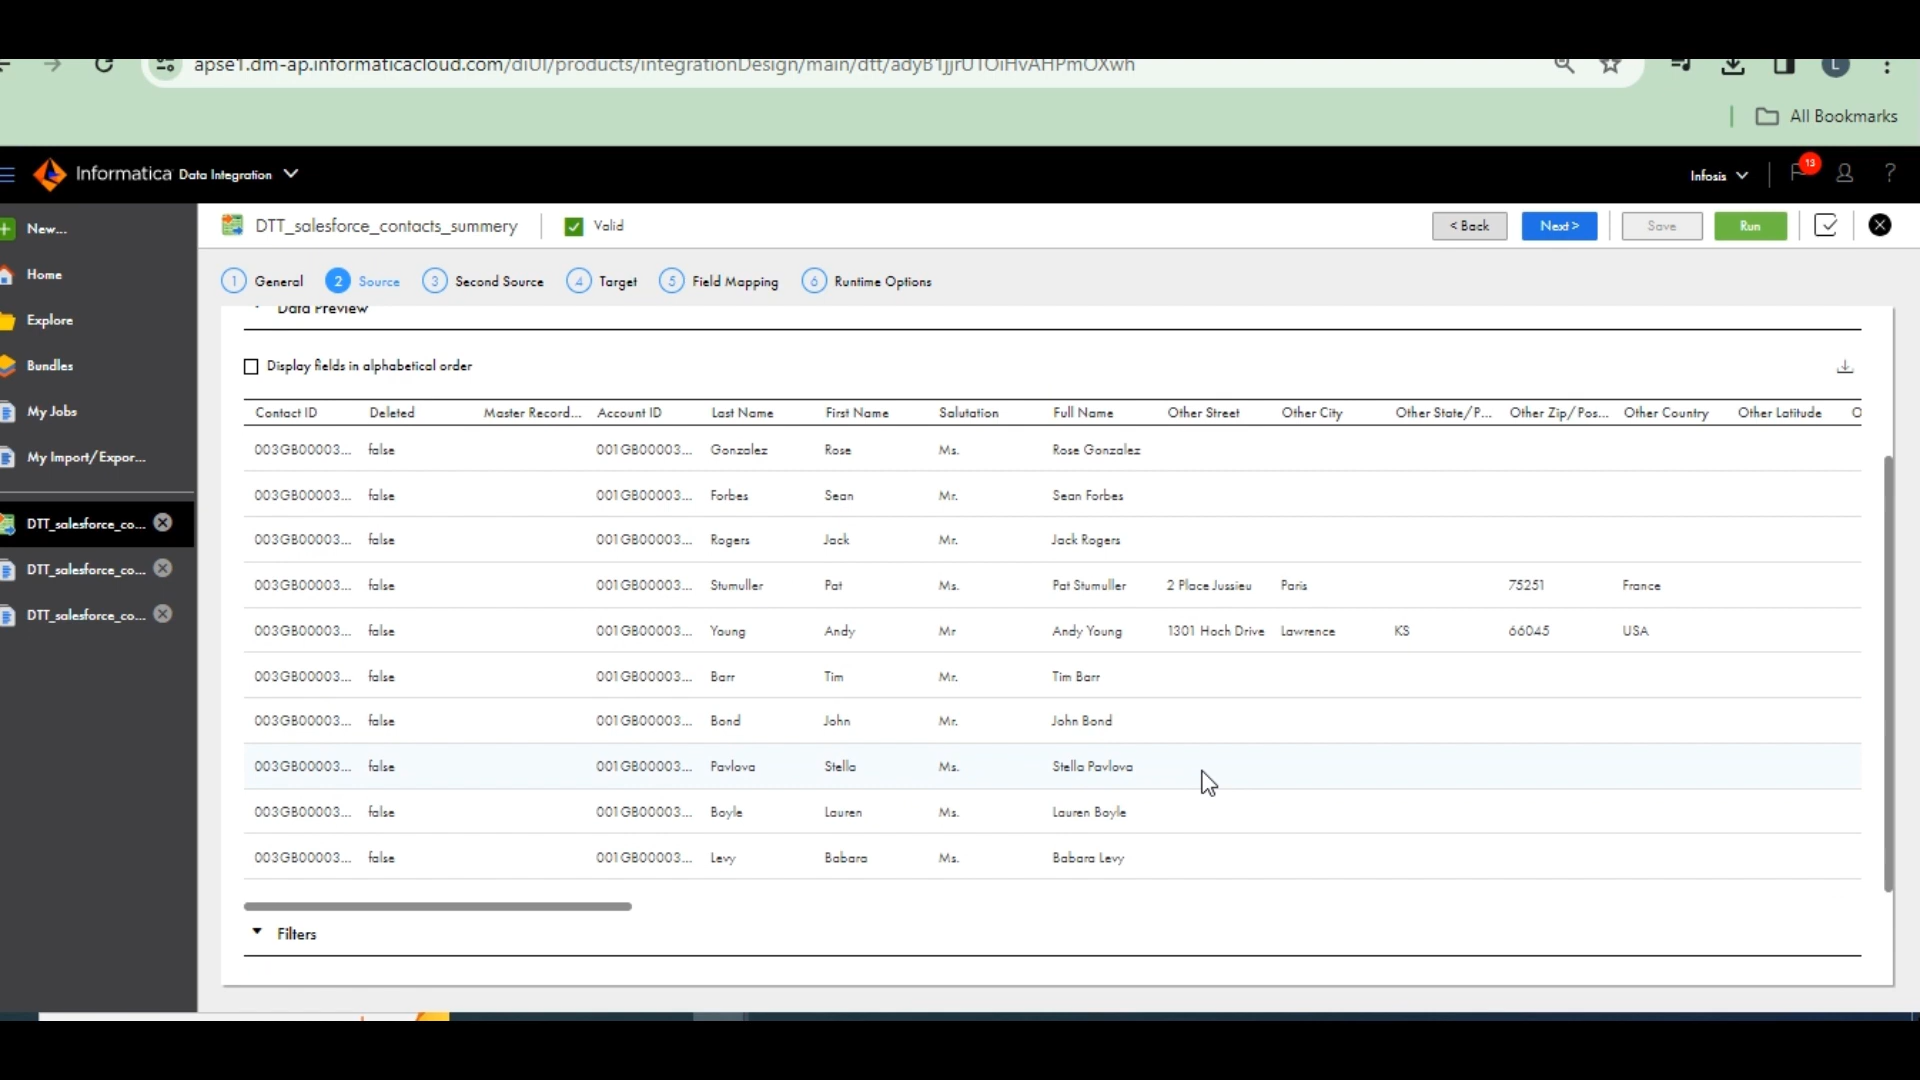 apse1.dm-ap.informaticacloud.com/diUI/products/integrationDesign/main/dtt/adyB1jjrUTOiHvAHPmOXwh
L
All Bookmarks
Informatica Data Integration
Infosis
13
?
New...
Home
Explore
Bundles
My Jobs
My Import/Expor...
DTT_salesforce_co...
DTT_salesforce_co...
DTT_salesforce_co...
DTT_salesforce_contacts_summery
Valid
< Back
Next >
Save
Run
1 General 2 Source 3 Second Source 4 Target 5 Field Mapping 6 Runtime Options
Data Preview
Display fields in alphabetical order
Contact ID Deleted Master Record... Account ID Last Name First Name Salutation Full Name Other Street Other City Other State/P... Other Zip/Pos... Other Country Other Latitude O
003GB00003... false 001GB00003... Gonzalez Rose Ms. Rose Gonzalez
003GB00003... false 001GB00003... Forbes Sean Mr. Sean Forbes
003GB00003... false 001GB00003... Rogers Jack Mr. Jack Rogers
003GB00003... false 001GB00003... Stumuller Pat Ms. Pat Stumuller 2 Place Jussieu Paris 75251 France
003GB00003... false 001GB00003... Young Andy Mr Andy Young 1301 Hoch Drive Lawrence KS 66045 USA
003GB00003... false 001GB00003... Barr Tim Mr. Tim Barr
003GB00003... false 001GB00003... Bond John Mr. John Bond
003GB00003... false 001GB00003... Pavlova Stella Ms. Stella Pavlova
003GB00003... false 001GB00003... Boyle Lauren Ms. Lauren Boyle
003GB00003... false 001GB00003... Levy Babara Ms. Babara Levy
Filters